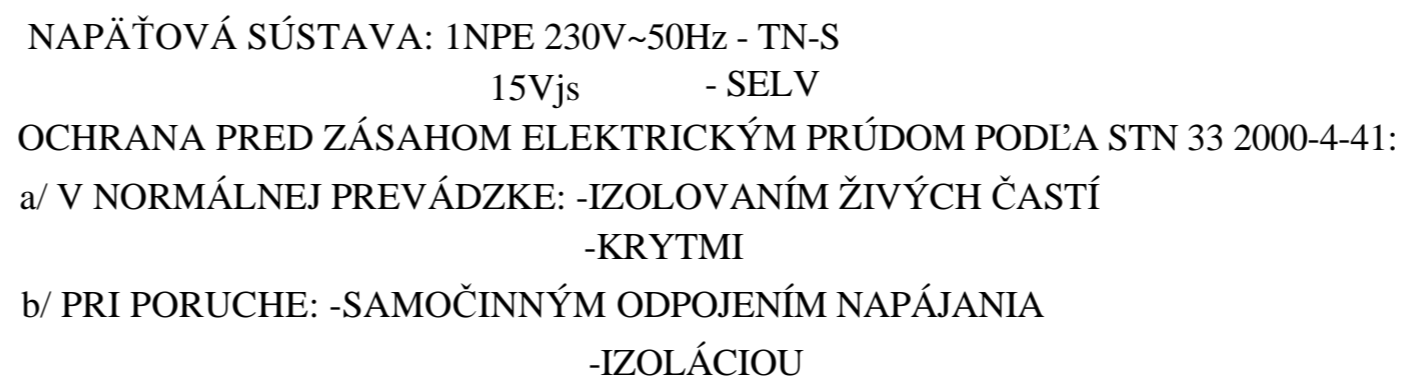 NAPÄŤOVÁ SÚSTAVA: 1NPE 230V~50Hz - TN-S
15Vjs - SELV
OCHRANA PRED ZÁSAHOM ELEKTRICKÝM PRÚDOM PODĽA STN 33 2000-4-41:
a/ V NORMÁLNEJ PREVÁDZKE: -IZOLOVANÍM ŽIVÝCH ČASTÍ
-KRYTMI
b/ PRI PORUCHE: -SAMOČINNÝM ODPOJENÍM NAPÁJANIA
-IZOLÁCIOU